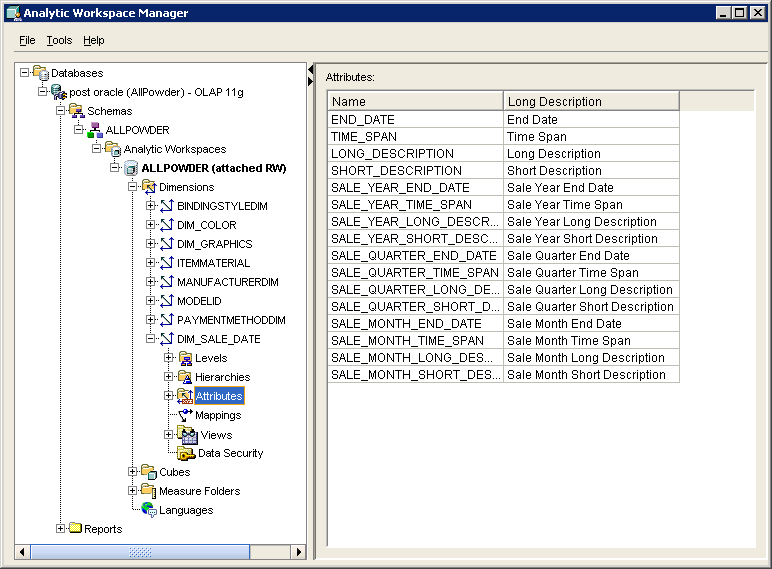 Analytic Workspace Manager
File Tools Help
Databases
post oracle (AllPowder) - OLAP 11g
Schemas
ALLPOWDER
Analytic Workspaces
ALLPOWDER (attached RW)
Dimensions
BINDINGSTYLEDIM
DIM_COLOR
DIM_GRAPHICS
ITEMMATERIAL
MANUFACTURERDIM
MODELID
PAYMENTMETHODDIM
DIM_SALE_DATE
Levels
Hierarchies
Attributes
Mappings
Views
Data Security
Cubes
Measure Folders
Languages
Reports
Attributes:
Name Long Description
END_DATE End Date
TIME_SPAN Time Span
LONG_DESCRIPTION Long Description
SHORT_DESCRIPTION Short Description
SALE_YEAR_END_DATE Sale Year End Date
SALE_YEAR_TIME_SPAN Sale Year Time Span
SALE_YEAR_LONG_DESCR... Sale Year Long Description
SALE_YEAR_SHORT_DESC... Sale Year Short Description
SALE_QUARTER_END_DATE Sale Quarter End Date
SALE_QUARTER_TIME_SPAN Sale Quarter Time Span
SALE_QUARTER_LONG_DE... Sale Quarter Long Description
SALE_QUARTER_SHORT_D... Sale Quarter Short Description
SALE_MONTH_END_DATE Sale Month End Date
SALE_MONTH_TIME_SPAN Sale Month Time Span
SALE_MONTH_LONG_DES... Sale Month Long Description
SALE_MONTH_SHORT_DES... Sale Month Short Description